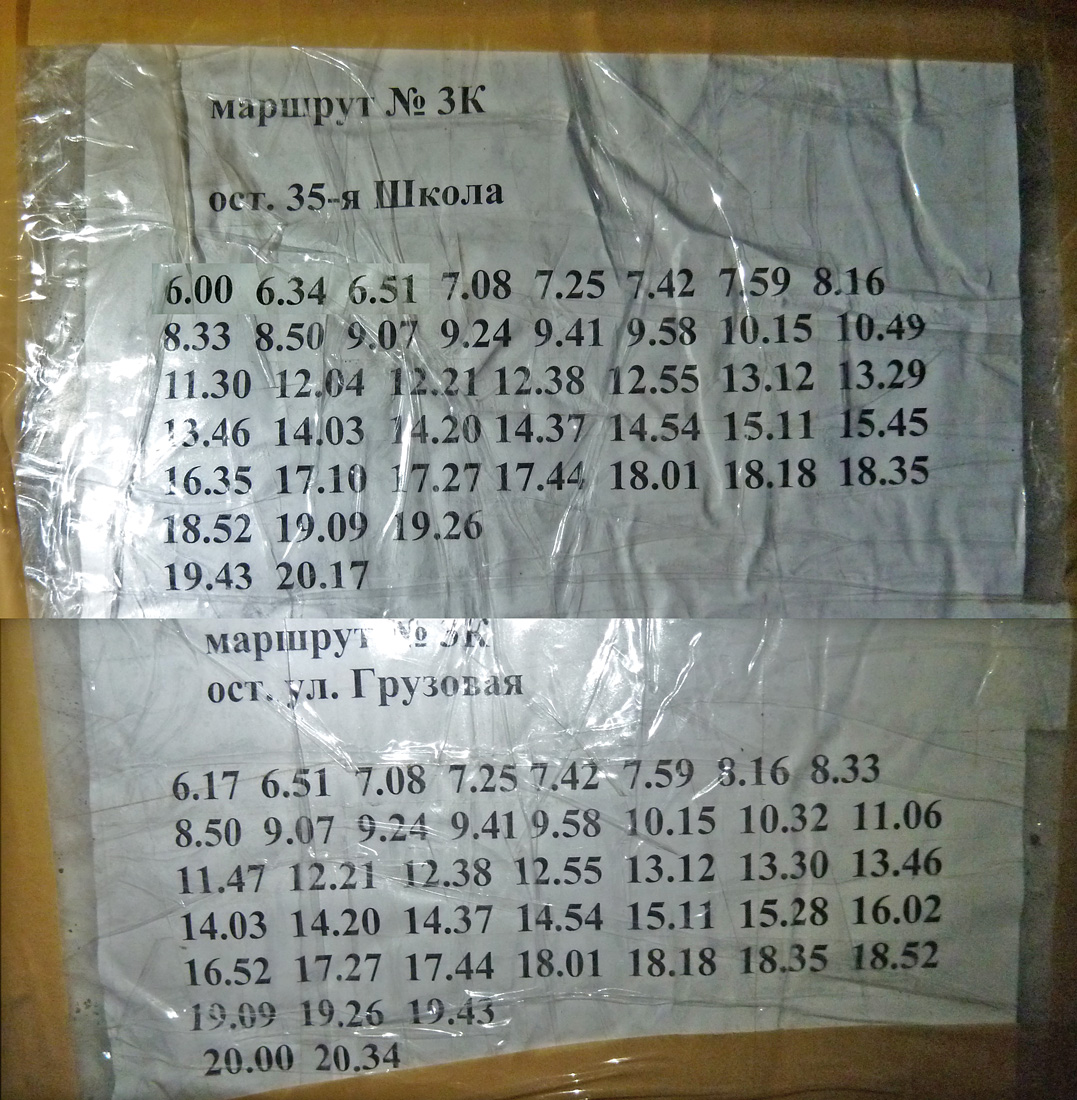 маршрут № 3К
ост. 35-я Школа
6.00 6.34 6.51 7.08 7.25 7.42 7.59 8.16
8.33 8.50 9.07 9.24 9.41 9.58 10.15 10.49
11.30 12.04 12.21 12.38 12.55 13.12 13.29
13.46 14.03 14.20 14.37 14.54 15.11 15.45
16.35 17.10 17.27 17.44 18.01 18.18 18.35
18.52 19.09 19.26
19.43 20.17
маршрут № 3К
ост. ул. Грузовая
6.17 6.51 7.08 7.25 7.42 7.59 8.16 8.33
8.50 9.07 9.24 9.41 9.58 10.15 10.32 11.06
11.47 12.21 12.38 12.55 13.12 13.30 13.46
14.03 14.20 14.37 14.54 15.11 15.28 16.02
16.52 17.27 17.44 18.01 18.18 18.35 18.52
19.09 19.26 19.43
20.00 20.34